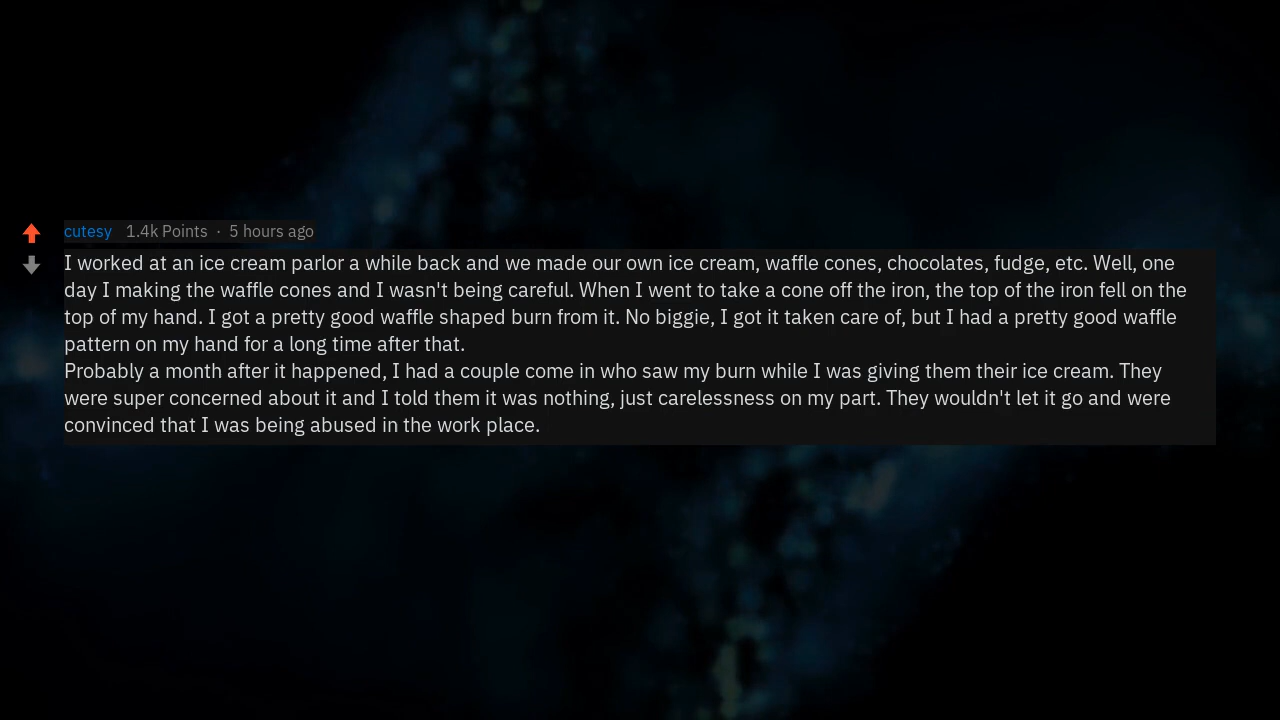 cutesy 1.4k Points · 5 hours ago
I worked at an ice cream parlor a while back and we made our own ice cream, waffle cones, chocolates, fudge, etc. Well, one
day I making the waffle cones and I wasn't being careful. When I went to take a cone off the iron, the top of the iron fell on the
top of my hand. I got a pretty good waffle shaped burn from it. No biggie, I got it taken care of, but I had a pretty good waffle
pattern on my hand for a long time after that.
Probably a month after it happened, I had a couple come in who saw my burn while I was giving them their ice cream. They
were super concerned about it and I told them it was nothing, just carelessness on my part. They wouldn't let it go and were
convinced that I was being abused in the work place.